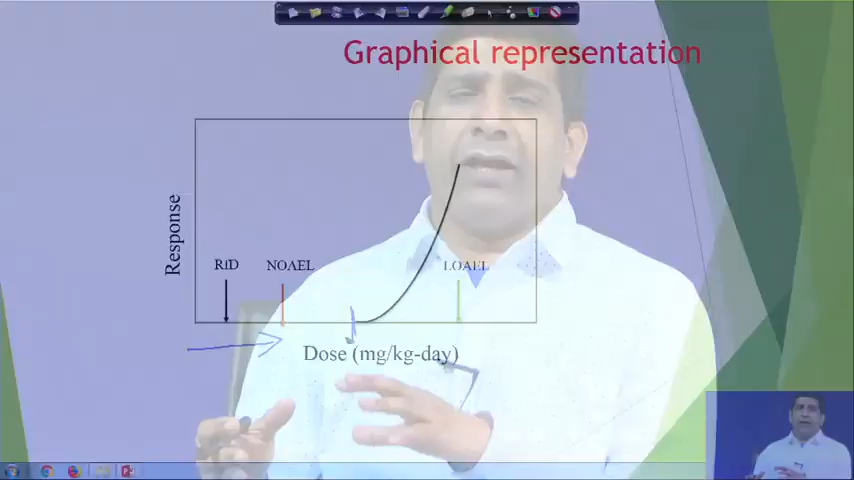 Graphical representation
Response
RfD
NOAEL
LOAEL
Dose (mg/kg-day)